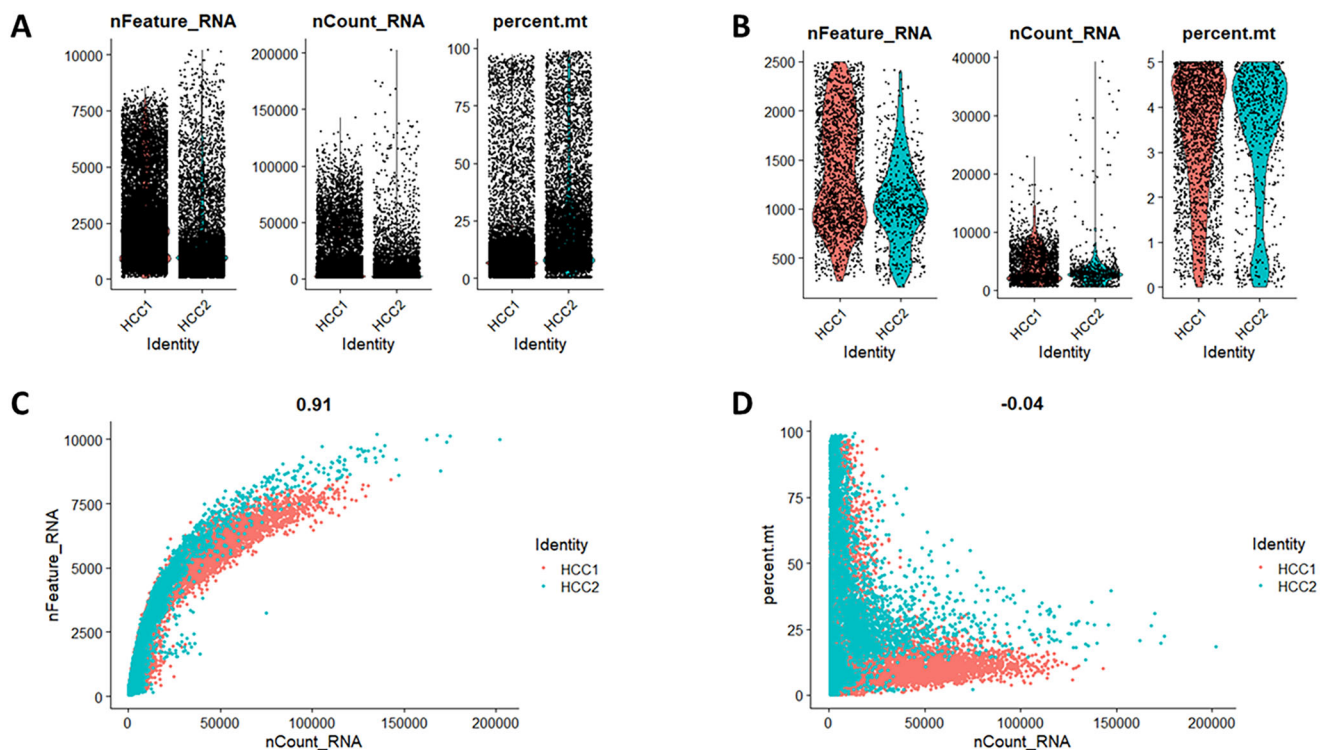 A
nFeature_RNA
nCount_RNA
percent.mt
10000
7500
5000
2500
0
200000
150000
100000
50000
0
100
75
50
25
0
HCC1
HCC2
HCC1
HCC2
HCC1
HCC2
Identity
Identity
Identity
B
nFeature_RNA
nCount_RNA
percent.mt
2500
2000
1500
1000
500
40000
30000
20000
10000
0
5
4
3
2
1
0
HCC1
HCC2
HCC1
HCC2
HCC1
HCC2
Identity
Identity
Identity
C
0.91
nFeature_RNA
10000
7500
5000
2500
0
0
50000
100000
150000
200000
nCount_RNA
Identity
HCC1
HCC2
D
-0.04
percent.mt
100
75
50
25
0
0
50000
100000
150000
200000
nCount_RNA
Identity
HCC1
HCC2